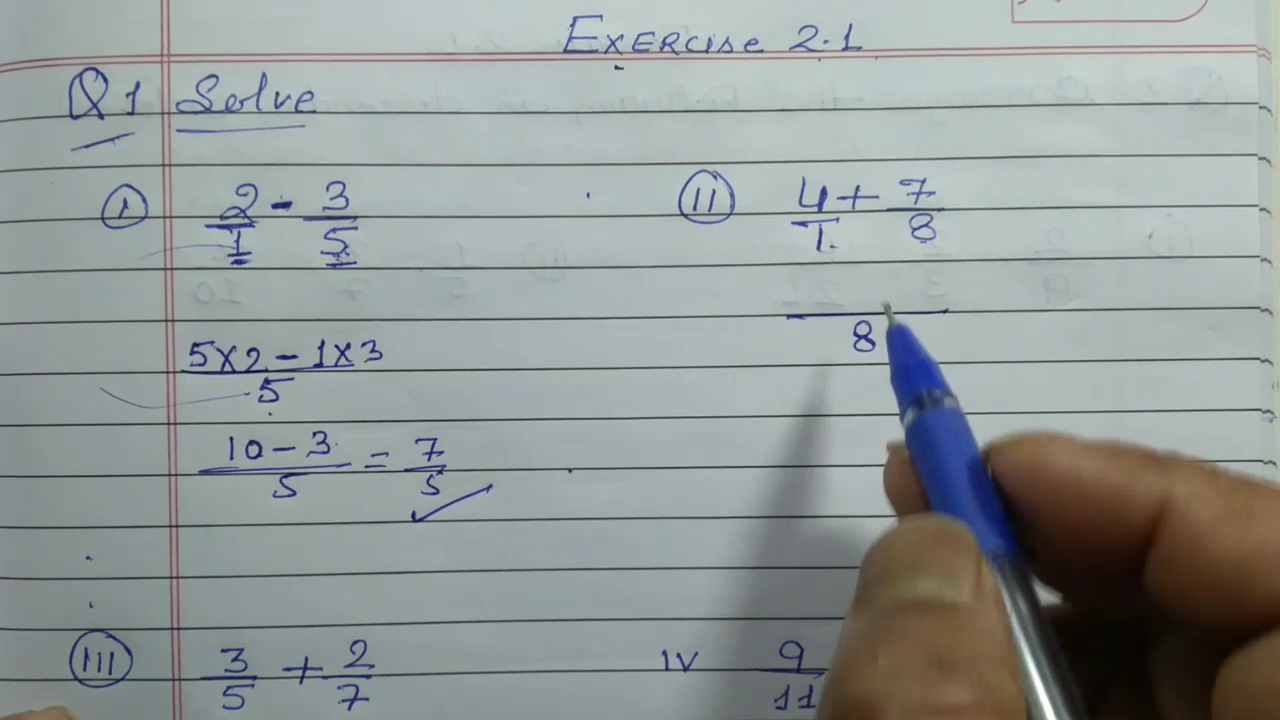 Exercise 2.1
Q1 Solve
(i) 2/1 - 3/5
(ii) 4/1 + 7/8
8
5×2-1×3/5
10-3/5 = 7/5
(iii) 3/5 + 2/7
iv 9/11